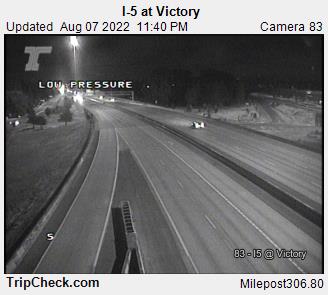 I-5 at Victory
Updated Aug 07 2022 11:40 PM Camera 83
T
LOW PRESSURE
S
83 - I5 @ Victory
TripCheck.com Milepost306.80